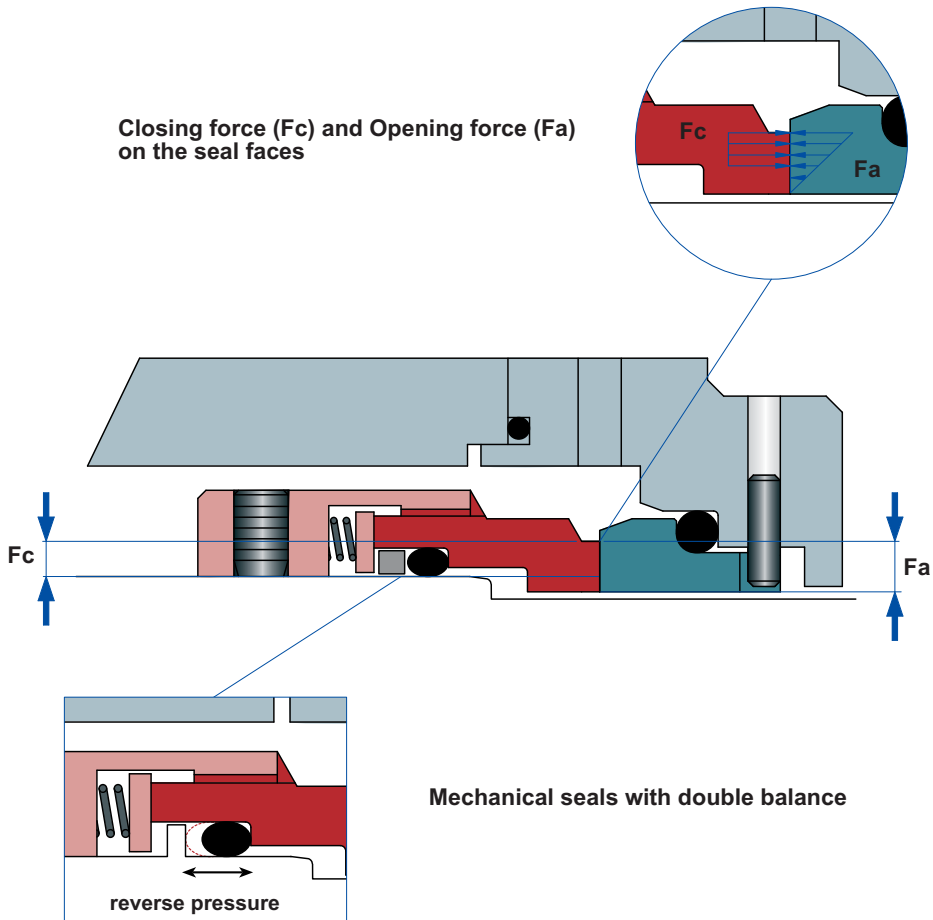 Closing force (Fc) and Opening force (Fa)
on the seal faces
Fc
Fa
Fc
Fa
Mechanical seals with double balance
reverse pressure